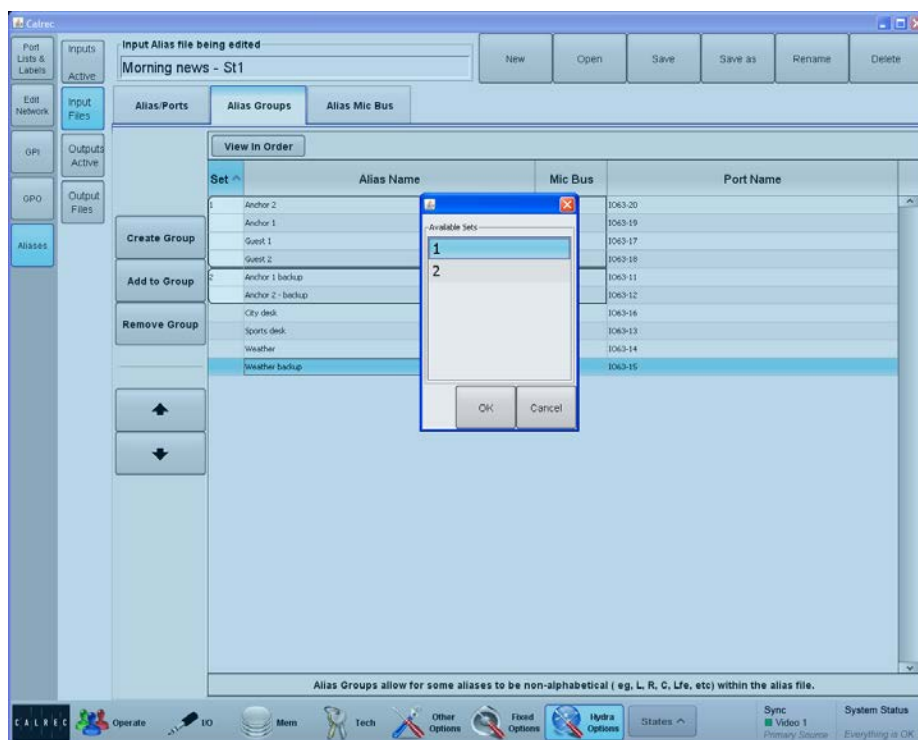 Calrec
Port Lists & Labels
Edit Network
GPI
GPO
Aliases
Inputs Active
Input Files
Outputs Active
Output Files
Input Alias file being edited
Morning news - St1
New Open Save Save as Rename Delete
Alias/Ports Alias Groups Alias Mic Bus
View In Order
Set Alias Name Mic Bus Port Name
1 Anchor 2 IO63-20
Anchor 1 IO63-19
Guest 1 IO63-17
Guest 2 IO63-18
2 Anchor 1 backup IO63-11
Anchor 2 - backup IO63-12
City desk IO63-16
Sports desk IO63-13
Weather IO63-14
Weather backup IO63-15
Create Group
Add to Group
Remove Group
Available Sets
1
2
OK Cancel
Alias Groups allow for some aliases to be non-alphabetical ( eg, L, R, C, Lfe, etc) within the alias file.
CALREC Operate IO Mem Tech Other Options Fixed Options Hydra Options States
Sync
Video 1
Primary Source
System Status
Everything is OK